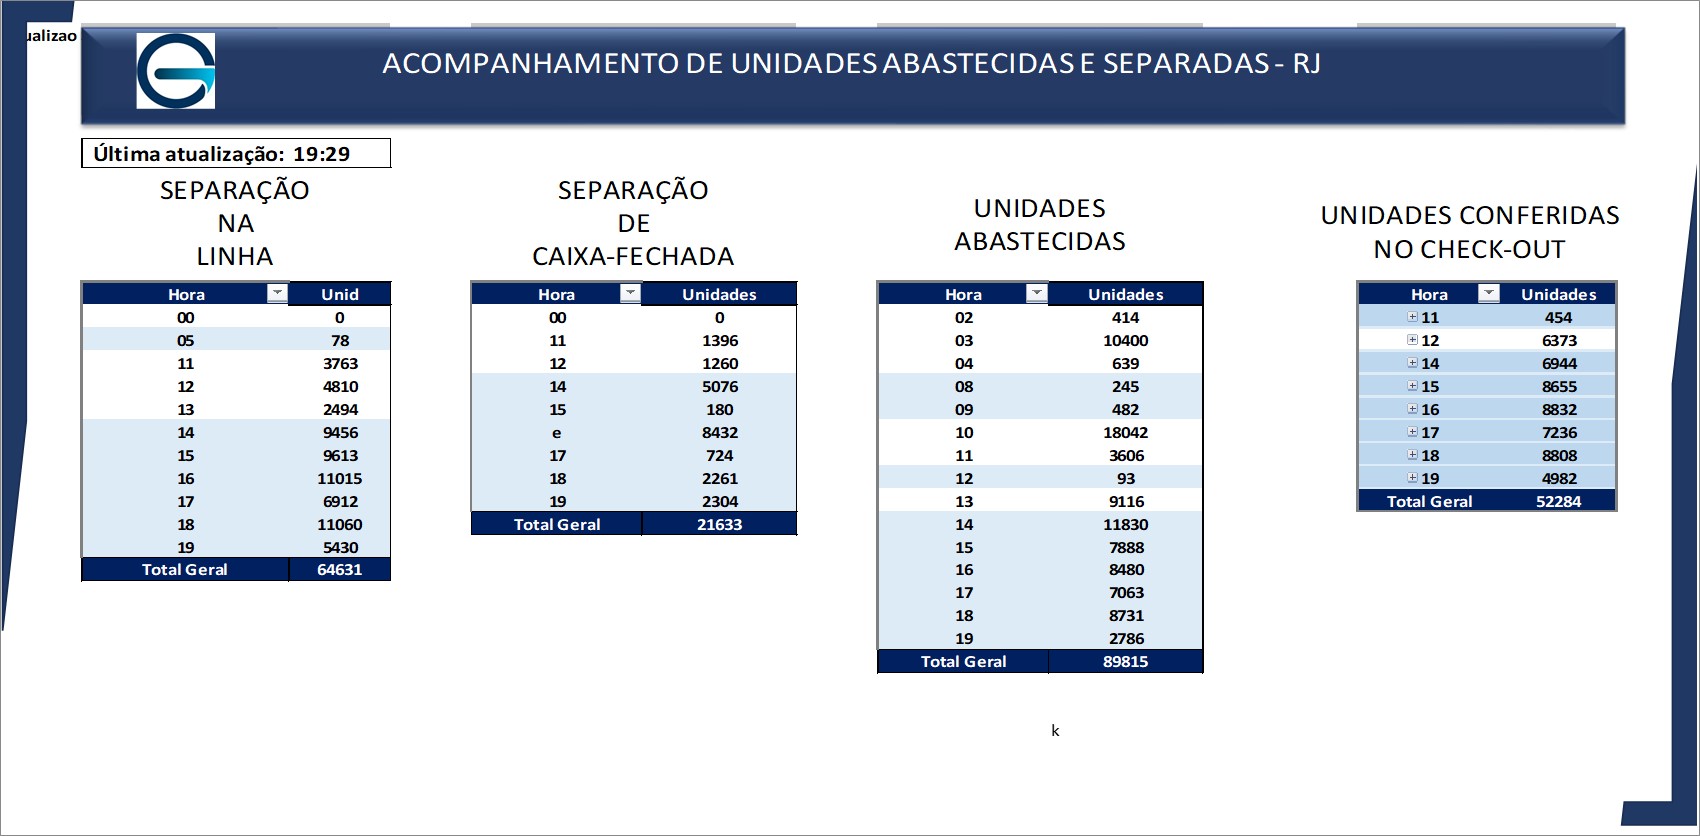 ualizao
ACOMPANHAMENTO DE UNIDADES ABASTECIDAS E SEPARADAS - RJ
Última atualização: 19:29
SEPARAÇÃO
NA
LINHA
Hora Unid
00 0
05 78
11 3763
12 4810
13 2494
14 9456
15 9613
16 11015
17 6912
18 11060
19 5430
Total Geral 64631
SEPARAÇÃO
DE
CAIXA-FECHADA
Hora Unidades
00 0
11 1396
12 1260
14 5076
15 180
e 8432
17 724
18 2261
19 2304
Total Geral 21633
UNIDADES
ABASTECIDAS
Hora Unidades
02 414
03 10400
04 639
08 245
09 482
10 18042
11 3606
12 93
13 9116
14 11830
15 7888
16 8480
17 7063
18 8731
19 2786
Total Geral 89815
k
UNIDADES CONFERIDAS
NO CHECK-OUT
Hora Unidades
11 454
12 6373
14 6944
15 8655
16 8832
17 7236
18 8808
19 4982
Total Geral 52284